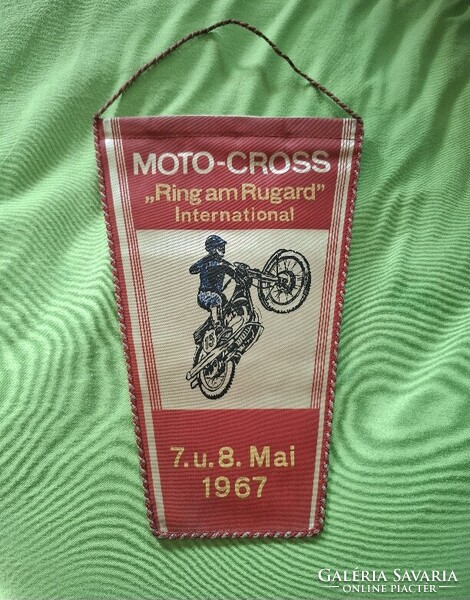 MOTO-CROSS
„Ring am Rugard"
International
7. u. 8. Mai
1967
GALÉRIA SAVARIA
ONLINE PIACTÉR